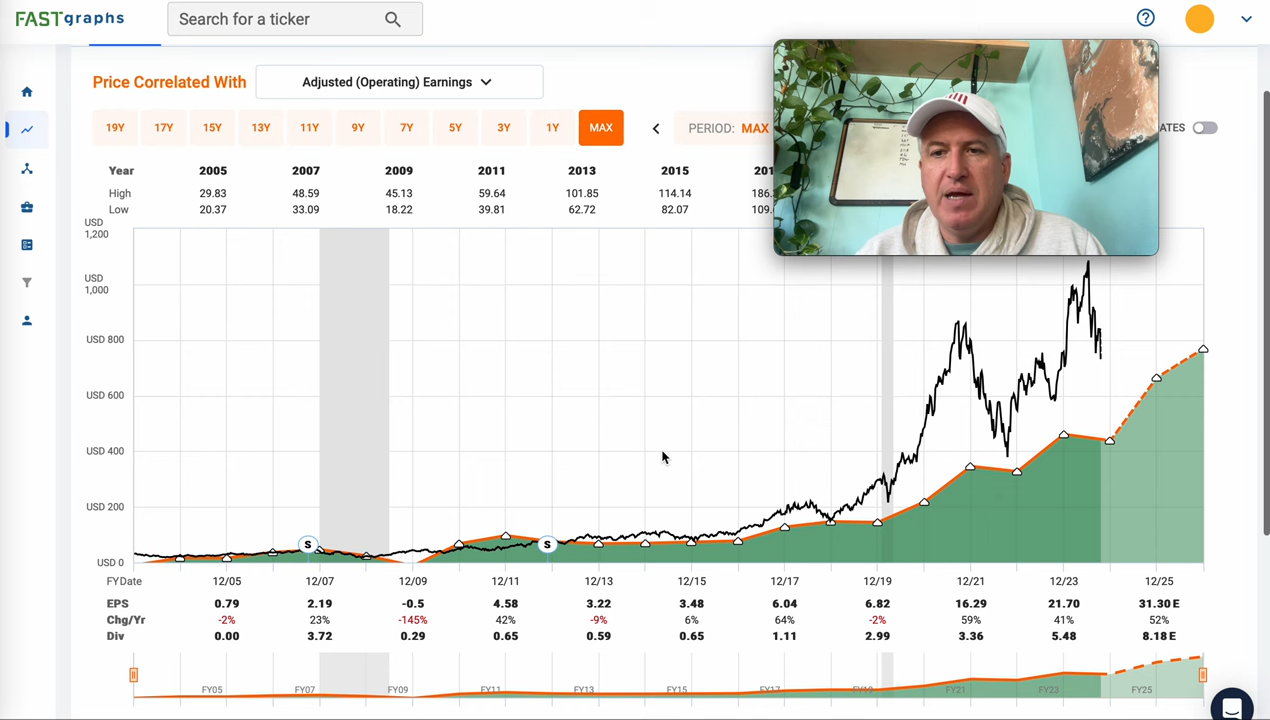 FAST graphs
Search for a ticker
Price Correlated With
Adjusted (Operating) Earnings
19Y 17Y 15Y 13Y 11Y 9Y 7Y 5Y 3Y 1Y MAX
PERIOD: MAX
ATES
Year 2005 2007 2009 2011 2013 2015 201
High 29.83 48.59 45.13 59.64 101.85 114.14 186.
Low 20.37 33.09 18.22 39.81 62.72 82.07 109.
USD
1,200
USD
1,000
USD 800
USD 600
USD 400
USD 200
USD 0
S
S
FYDate 12/05 12/07 12/09 12/11 12/13 12/15 12/17 12/19 12/21 12/23 12/25
EPS 0.79 2.19 -0.5 4.58 3.22 3.48 6.04 6.82 16.29 21.70 31.30 E
Chg/Yr -2% 23% -145% 42% -9% 6% 64% -2% 59% 41% 52%
Div 0.00 3.72 0.29 0.65 0.59 0.65 1.11 2.99 3.36 5.48 8.18 E
FY05 FY07 FY09 FY11 FY13 FY15 FY17 FY19 FY21 FY23 FY25